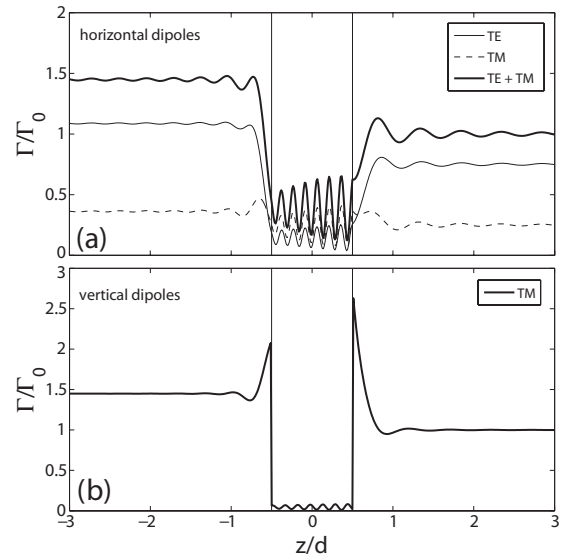 2
horizontal dipoles
TE
TM
TE + TM
1.5
Γ/Γ0
1
0.5
(a)
0
3
vertical dipoles
TM
2.5
2
Γ/Γ0
1.5
1
0.5
(b)
0
−3 −2 −1 0 1 2 3
z/d